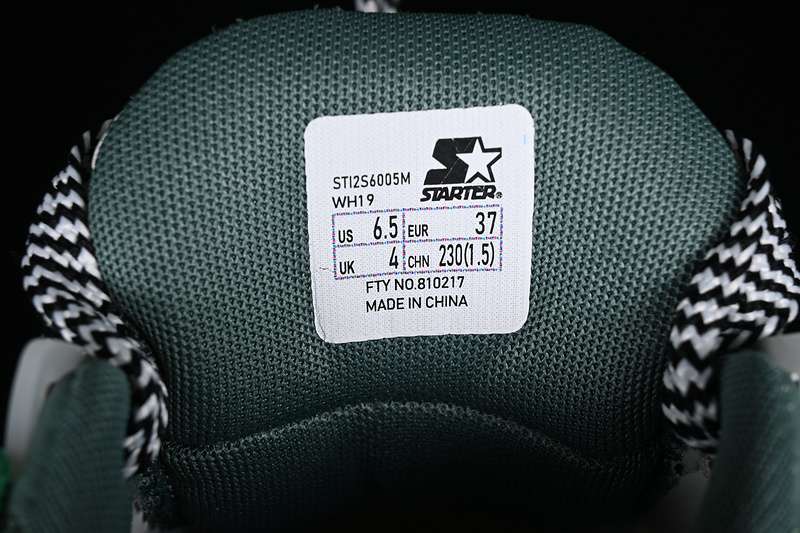 STI2S6005M
WH19
STARTER®
US 6.5 EUR 37
UK 4 CHN 230(1.5)
FTY NO.810217
MADE IN CHINA